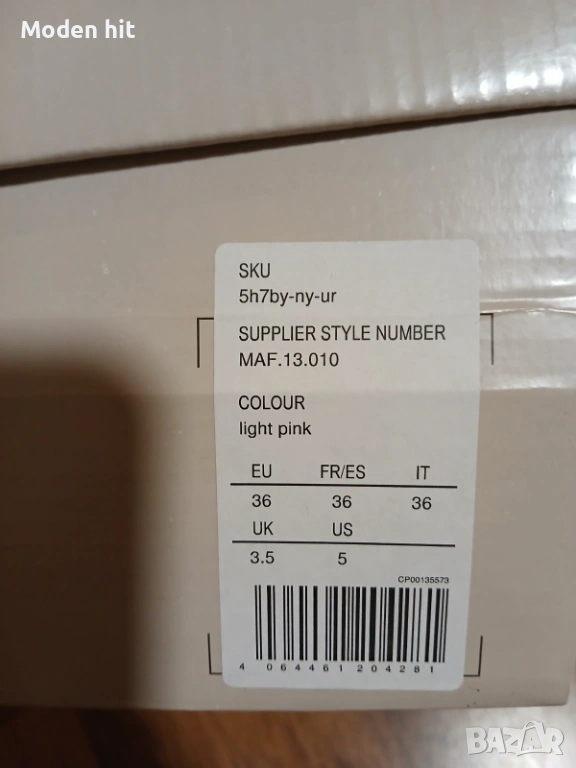 Moden hit
SKU
5h7by-ny-ur
SUPPLIER STYLE NUMBER
MAF.13.010
COLOUR
light pink
EU FR/ES IT
36 36 36
UK US
3.5 5
CP00135573
4 064461 204281
BAZAR